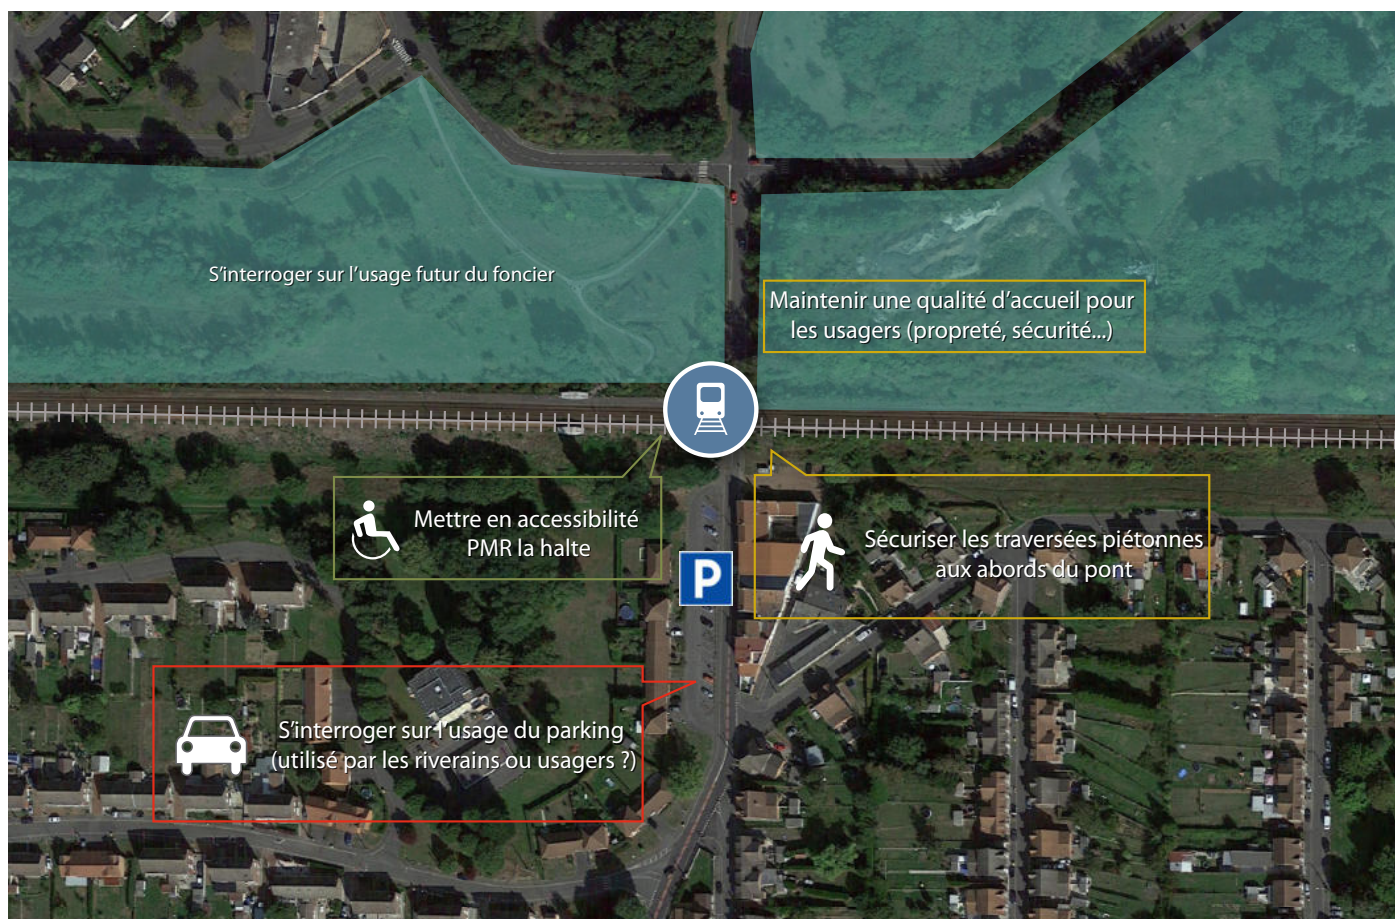 S'interroger sur l'usage futur du foncier
Maintenir une qualité d'accueil pour
les usagers (propreté, sécurité...)
Mettre en accessibilité
PMR la halte
P
Sécuriser les traversées piétonnes
aux abords du pont
S'interroger sur l'usage du parking
(utilisé par les riverains ou usagers ?)